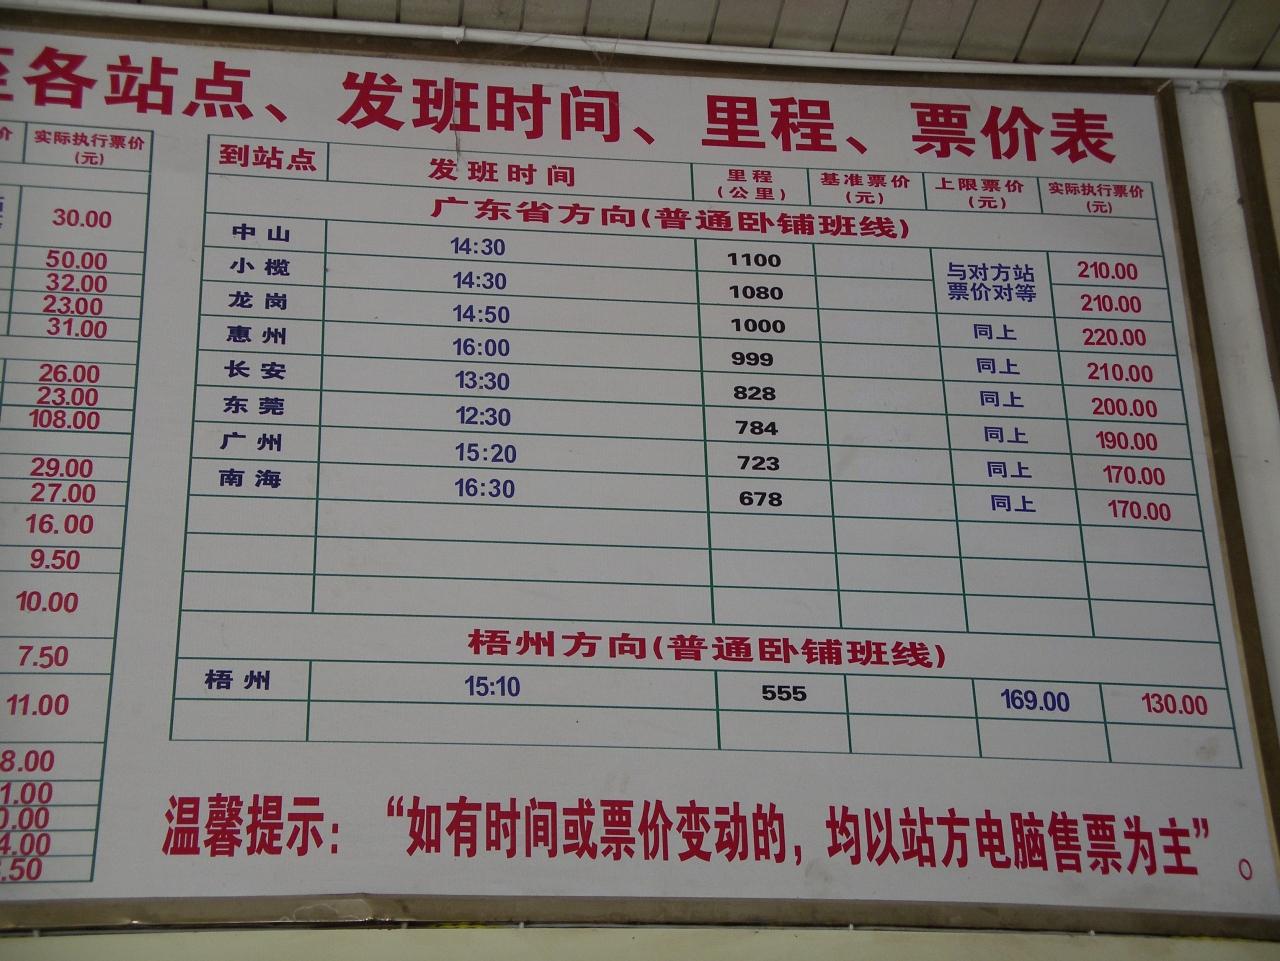 各站点、发班时间、里程、票价表
实际执行票价
(元)
30.00
50.00
32.00
23.00
31.00
26.00
23.00
108.00
29.00
27.00
16.00
9.50
10.00
7.50
11.00
到站点 发班时间 里程(公里) 基准票价(元) 上限票价(元) 实际执行票价(元)
广东省方向(普通卧铺班线)
中山 14:30 1100 与对方站票价对等 210.00
小榄 14:30 1080 210.00
龙岗 14:50 1000 同上 220.00
惠州 16:00 999 同上 210.00
长安 13:30 828 同上 200.00
东莞 12:30 784 同上 190.00
广州 15:20 723 同上 170.00
南海 16:30 678 同上 170.00
梧州方向(普通卧铺班线)
梧州 15:10 555 169.00 130.00
温馨提示：“如有时间或票价变动的，均以站方电脑售票为主”。